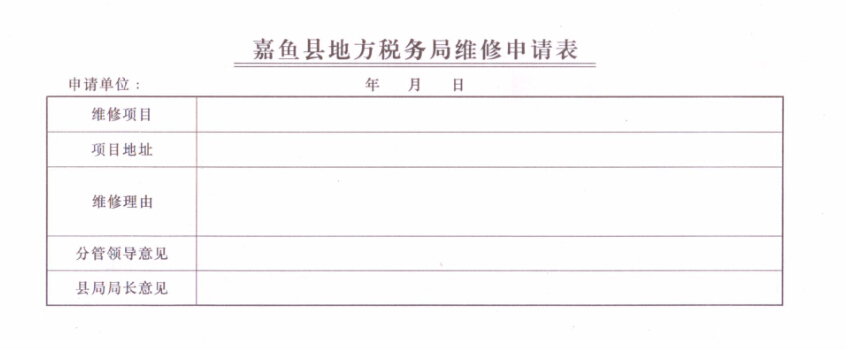 嘉鱼县地方税务局维修申请表
申请单位： 年 月 日
维修项目
项目地址
维修理由
分管领导意见
县局局长意见